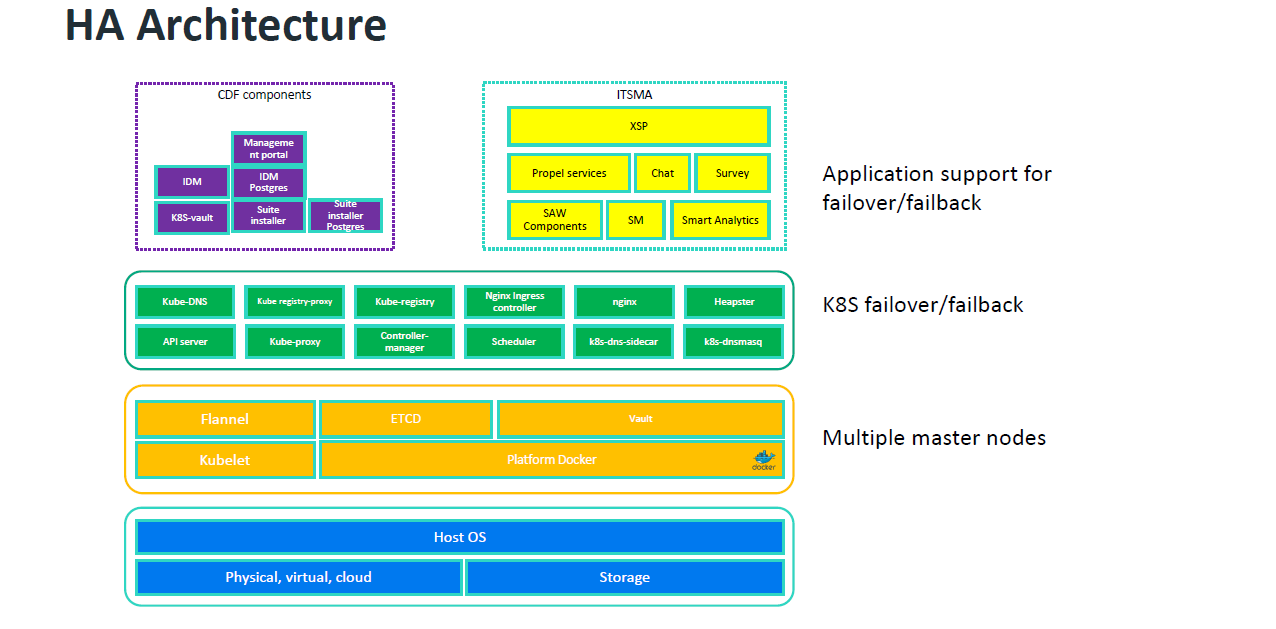 HA Architecture
CDF components
Manageme
nt portal
IDM
IDM
Postgres
K8S-vault
Suite
installer
Suite
installer
Postgres
ITSMA
XSP
Propel services
Chat
Survey
SAW
Components
SM
Smart Analytics
Application support for
failover/failback
Kube-DNS
Kube registry-proxy
Kube-registry
Nginx Ingress
controller
nginx
Heapster
API server
Kube-proxy
Controller-
manager
Scheduler
k8s-dns-sidecar
k8s-dnsmasq
K8S failover/failback
Flannel
ETCD
Vault
Kubelet
Platform Docker
docker
Multiple master nodes
Host OS
Physical, virtual, cloud
Storage